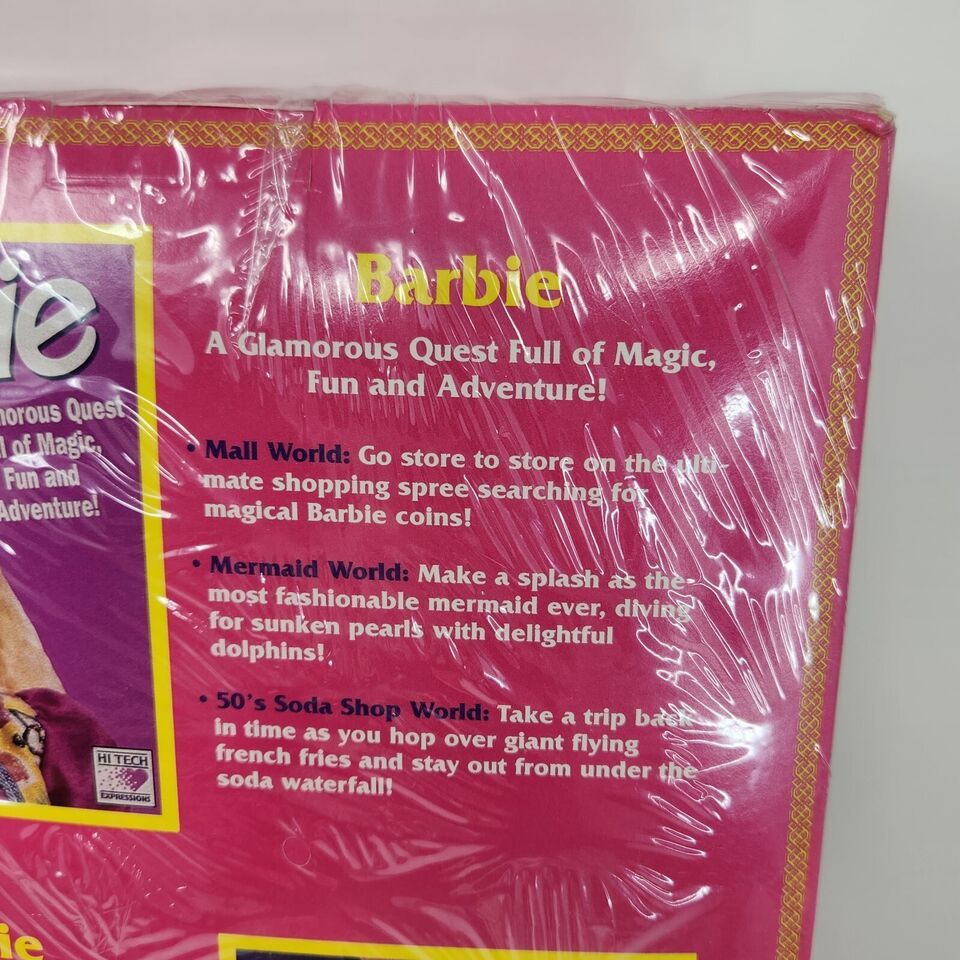 ie
morous Quest
l of Magic,
Fun and
Adventure!
HI TECH
EXPRESSIONS
Barbie
A Glamorous Quest Full of Magic,
Fun and Adventure!
• Mall World: Go store to store on the ulti-
mate shopping spree searching for
magical Barbie coins!
• Mermaid World: Make a splash as the
most fashionable mermaid ever, diving
for sunken pearls with delightful
dolphins!
• 50's Soda Shop World: Take a trip back
in time as you hop over giant flying
french fries and stay out from under the
soda waterfall!
ie